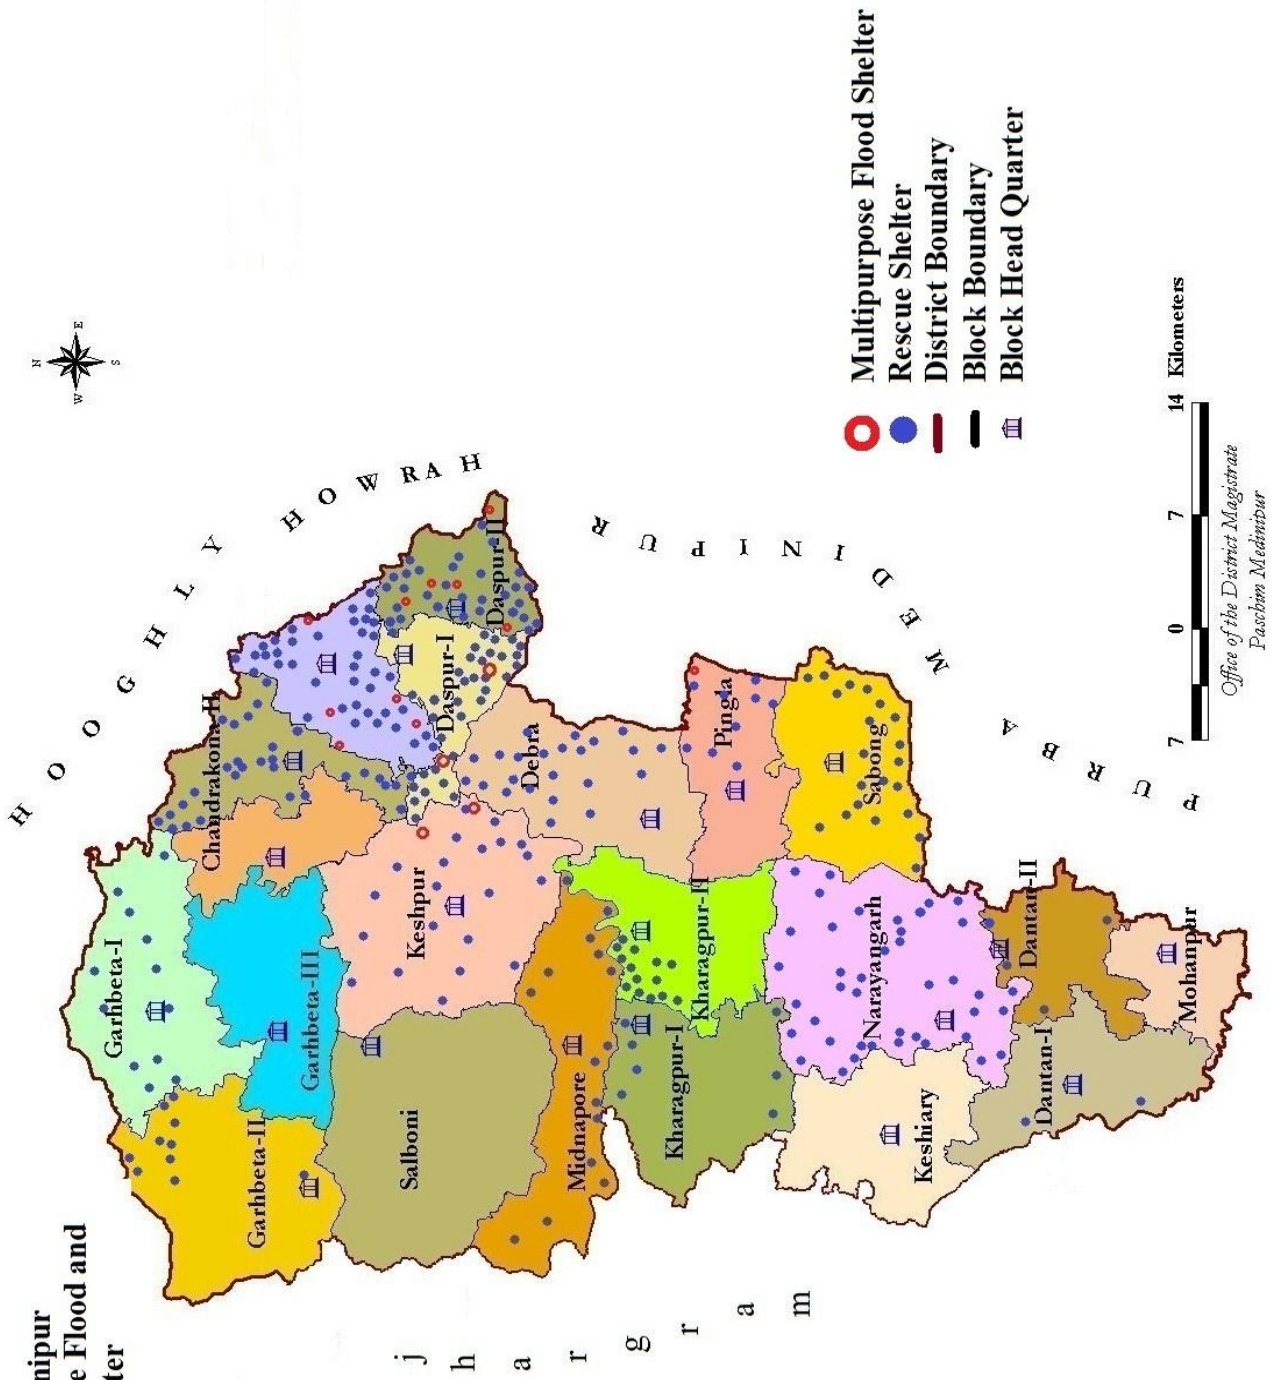 nipur
e Flood and
ter
N
W E
S
H O O G H L Y
H O W R A H
P U R B A M E D I N I P U R
j h a r g r a m
Garhbeta-I
Garhbeta-II
Garhbeta-III
Chandrakona-II
Daspur-I
Daspur-II
Keshpur
Salboni
Debra
Midnapore
Pingla
Kharagpur-II
Kharagpur-I
Sabong
Narayangarh
Keshiary
Dantan-II
Dantan-I
Mohanpur
Multipurpose Flood Shelter
Rescue Shelter
District Boundary
Block Boundary
Block Head Quarter
7 0 7 14 Kilometers
Office of the District Magistrate
Paschim Medinipur